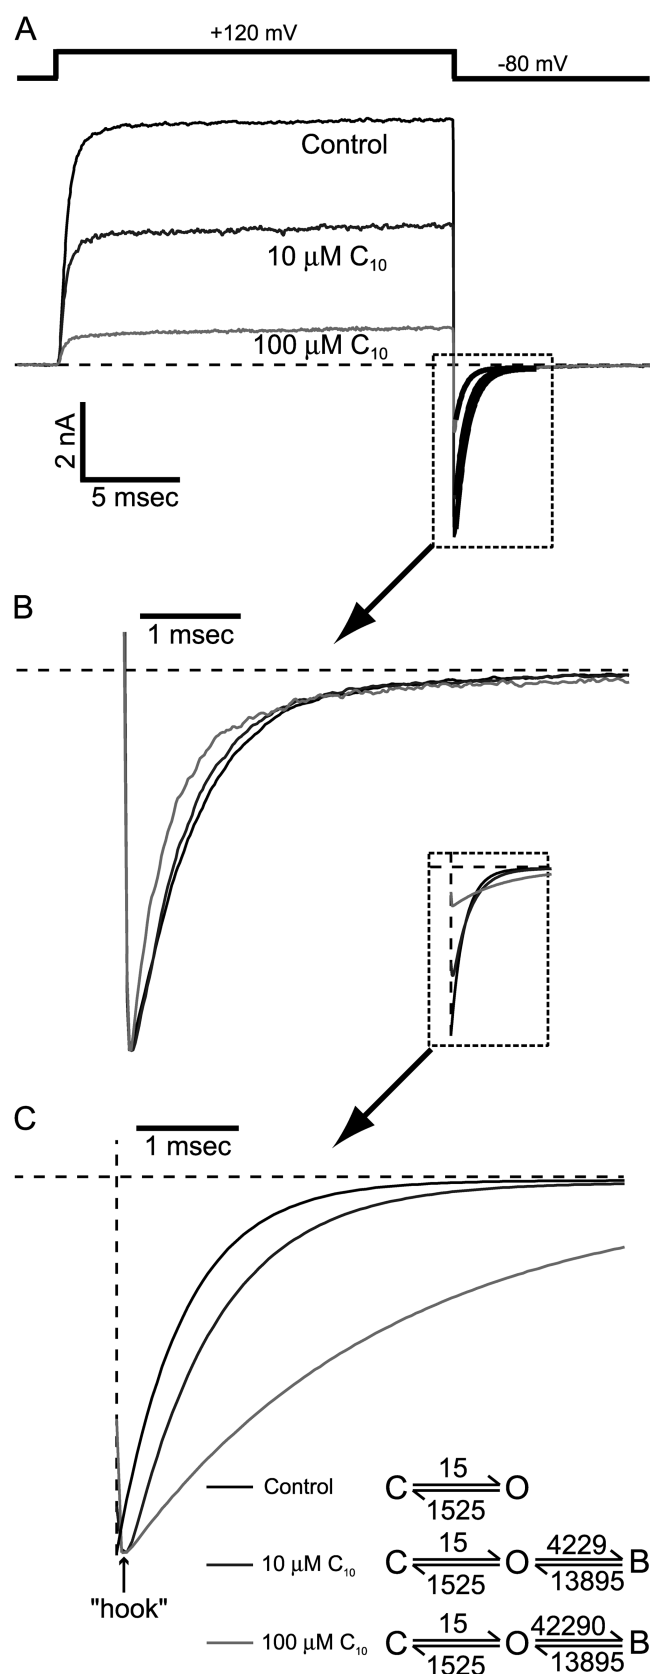 A
+120 mV
-80 mV
Control
10 μM C₁₀
100 μM C₁₀
2 nA
5 msec
B
1 msec
C
1 msec
"hook"
Control
C 15 1525 O
10 μM C₁₀
C 15 1525 O 4229 13895 B
100 μM C₁₀
C 15 1525 O 42290 13895 B